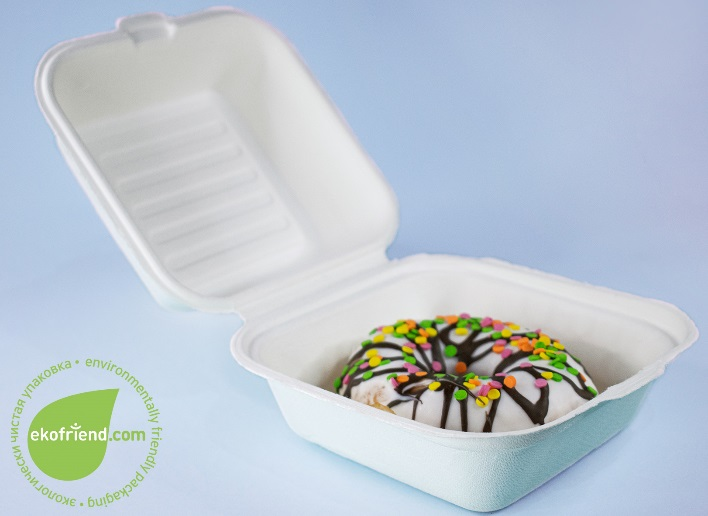 ekofriend.com
экологически чистая упаковка • environmentally friendly packaging •